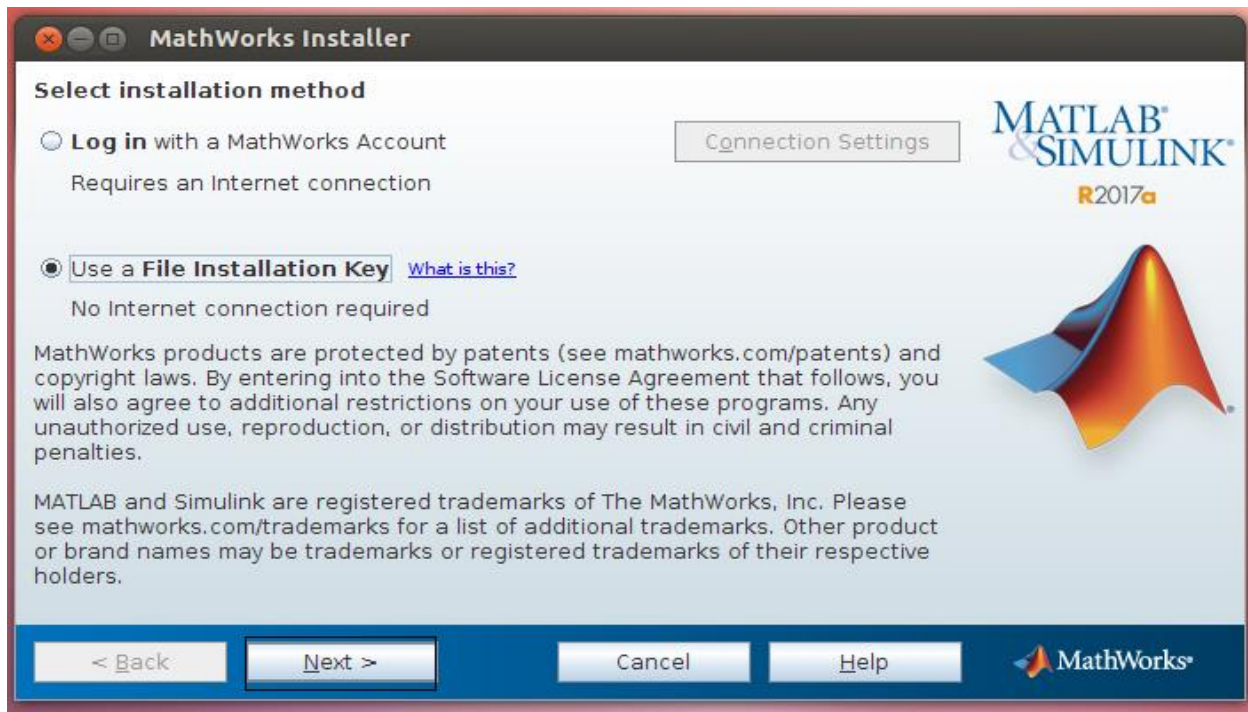 MathWorks Installer
Select installation method
Log in with a MathWorks Account
Connection Settings
Requires an Internet connection
MATLAB®
&SIMULINK®
R2017a
Use a File Installation Key What is this?
No Internet connection required
MathWorks products are protected by patents (see mathworks.com/patents) and
copyright laws. By entering into the Software License Agreement that follows, you
will also agree to additional restrictions on your use of these programs. Any
unauthorized use, reproduction, or distribution may result in civil and criminal
penalties.
MATLAB and Simulink are registered trademarks of The MathWorks, Inc. Please
see mathworks.com/trademarks for a list of additional trademarks. Other product
or brand names may be trademarks or registered trademarks of their respective
holders.
< Back
Next >
Cancel
Help
MathWorks®